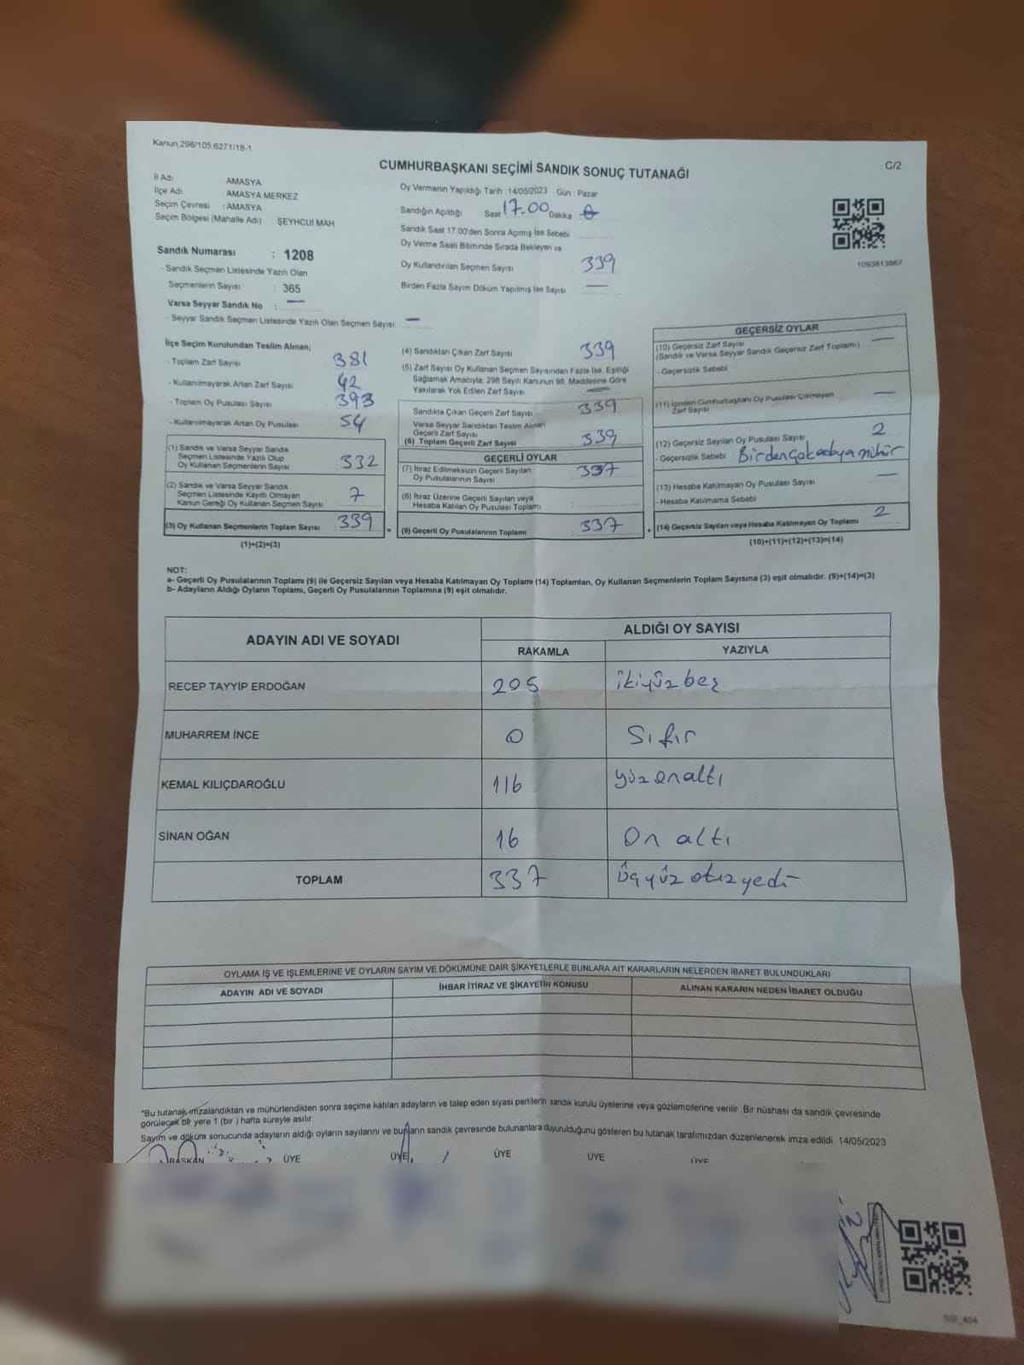 Kanun,298/105,6271/18-1
CUMHURBAŞKANI SEÇİMİ SANDIK SONUÇ TUTANAĞI
C/2
İl Adı AMASYA
İlçe Adı AMASYA MERKEZ
Seçim Çevresi : AMASYA
Seçim Bölgesi (Mahalle Adı) ŞEYHCUİ MAH
Sandık Numarası : 1208
- Sandık Seçmen Listesinde Yazılı Olan
Seçmenlerin Sayısı : 365
Varsa Seyyar Sandık No : —
- Seyyar Sandık Seçmen Listesinde Yazılı Olan Seçmen Sayısı —
Oy Vermenin Yapıldığı Tarih :14/05/2023 Gün : Pazar
Sandığın Açıldığı Saat 17.00 Dakika
Sandık Saat 17.00'den Sonra Açılmış İse Sebebi
Oy Verme Saati Bitiminde Sırada Bekleyen ve
Oy Kullandırılan Seçmen Sayısı 339
Birden Fazla Sayım Döküm Yapılmış İse Sayısı —
1093813867
İlçe Seçim Kurulundan Teslim Alınan;
- Toplam Zarf Sayısı 381
- Kullanılmayarak Artan Zarf Sayısı 42
- Toplam Oy Pusulası Sayısı 393
- Kullanılmayarak Artan Oy Pusulası 54
(1) Sandık ve Varsa Seyyar Sandık
Seçmen Listesinde Yazılı Olup
Oy Kullanan Seçmenlerin Sayısı 332
(2) Sandık ve Varsa Seyyar Sandık
Seçmen Listesinde Kayıtlı Olmayan
Kanun Gereği Oy Kullanan Seçmen Sayısı 7
(3) Oy Kullanan Seçmenlerin Toplam Sayısı 339
(1)+(2)=(3)
(4) Sandıktan Çıkan Zarf Sayısı 339
(5) Zarf Sayısı Oy Kullanan Seçmen Sayısından Fazla İse, Eşitliği
Sağlamak Amacıyla, 298 Sayılı Kanunun 98. Maddesine Göre
Yakılarak Yok Edilen Zarf Sayısı —
Sandıkta Çıkan Geçerli Zarf Sayısı 339
Varsa Seyyar Sandıktan Teslim Alınan
Geçerli Zarf Sayısı
(6) Toplam Geçerli Zarf Sayısı 339
GEÇERLİ OYLAR
(7) İtiraz Edilmeksizin Geçerli Sayılan
Oy Pusulalarının Sayısı 337
(8) İtiraz Üzerine Geçerli Sayılan veya
Hesaba Katılan Oy Pusulası Toplamı
(9) Geçerli Oy Pusulalarının Toplamı 337
GEÇERSİZ OYLAR
(10) Geçersiz Zarf Sayısı —
(Sandık ve Varsa Seyyar Sandık Geçersiz Zarf Toplamı)
- Geçersizlik Sebebi
(11) İçinden Cumhurbaşkanı Oy Pusulası Çıkmayan
Zarf Sayısı —
(12) Geçersiz Sayılan Oy Pusulası Sayısı 2
- Geçersizlik Sebebi Birden çok adaya mühür
(13) Hesaba Katılmayan Oy Pusulası Sayısı —
- Hesaba Katılmama Sebebi
(14) Geçersiz Sayılan veya Hesaba Katılmayan Oy Toplamı 2
(10)+(11)+(12)+(13)=(14)
NOT:
a- Geçerli Oy Pusulalarının Toplamı (9) ile Geçersiz Sayılan veya Hesaba Katılmayan Oy Toplamı (14) Toplamları, Oy Kullanan Seçmenlerin Toplam Sayısına (3) eşit olmalıdır. (9)+(14)=(3)
b- Adayların Aldığı Oyların Toplamı, Geçerli Oy Pusulalarının Toplamına (9) eşit olmalıdır.
ADAYIN ADI VE SOYADI
ALDIĞI OY SAYISI
RAKAMLA YAZIYLA
RECEP TAYYİP ERDOĞAN 205 ikiyüz beş
MUHARREM İNCE 0 Sıfır
KEMAL KILIÇDAROĞLU 116 yüz on altı
SİNAN OĞAN 16 On altı
TOPLAM 337 Üçyüz otuz yedi
OYLAMA İŞ VE İŞLEMLERİNE VE OYLARIN SAYIM VE DÖKÜMÜNE DAİR ŞİKAYETLERLE BUNLARA AİT KARARLARIN NELERDEN İBARET BULUNDUKLARI
ADAYIN ADI VE SOYADI İHBAR İTİRAZ VE ŞİKAYETİN KONUSU ALINAN KARARIN NEDEN İBARET OLDUĞU
*Bu tutanak imzalandıktan ve mühürlendikten sonra seçime katılan adayların ve talep eden siyasi partilerin sandık kurulu üyelerine veya gözlemcilerine verilir. Bir nüshası da sandık çevresinde
görülecek bir yere 1 (bir) hafta süreyle asılır.
Sayım ve döküm sonucunda adayların aldığı oyların sayılarını ve bunların sandık çevresinde bulunanlara duyurulduğunu gösteren bu tutanak tarafımızdan düzenlenerek imza edildi. 14/05/2023
BAŞKAN ÜYE ÜYE ÜYE ÜYE ÜYE